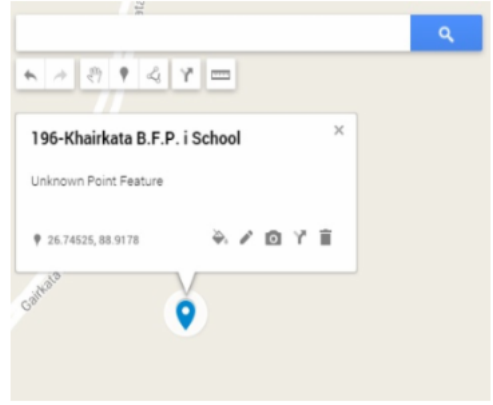 196-Khairkata B.F.P. i School
Unknown Point Feature
26.74525, 88.9178
Gairkata